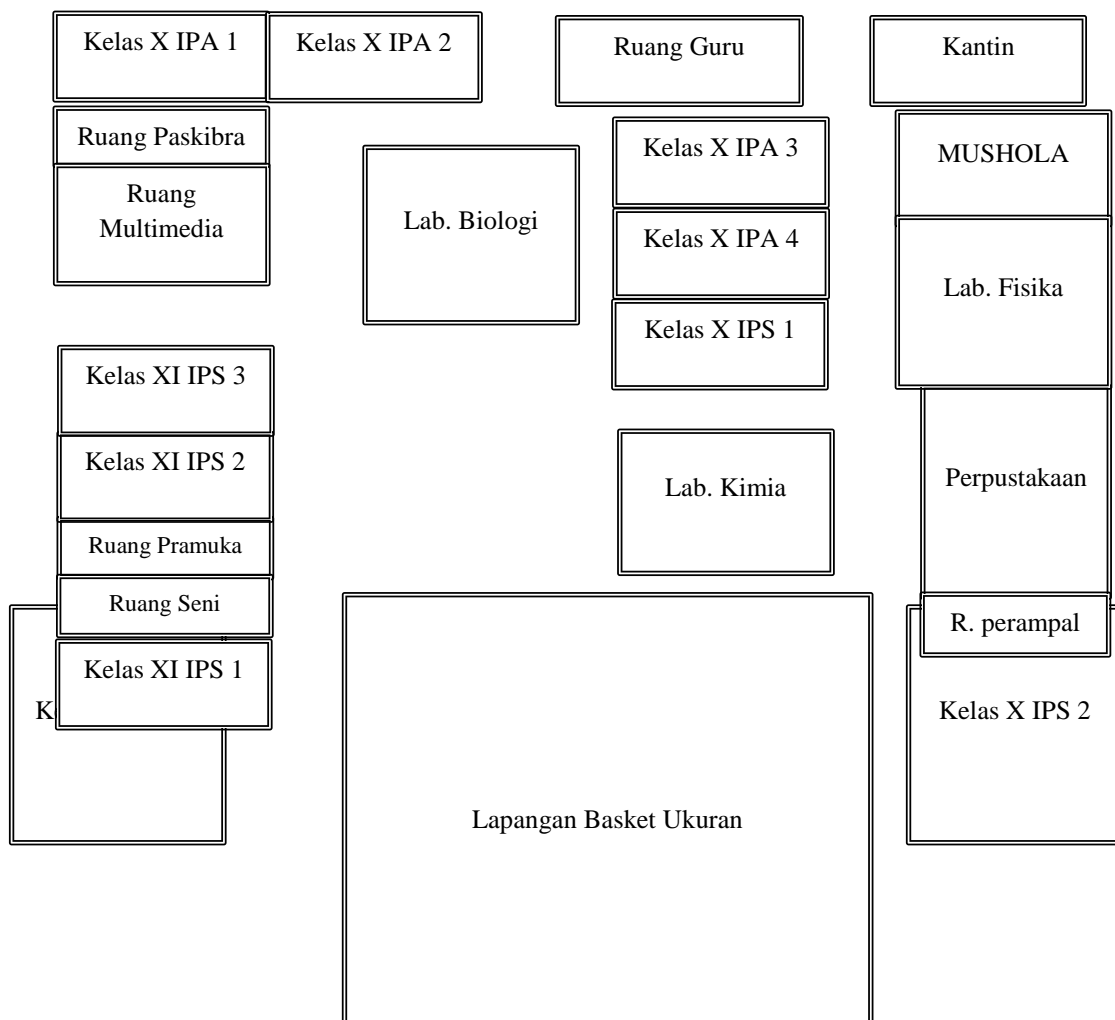 Kelas X IPA 1
Kelas X IPA 2
Ruang Guru
Kantin
Ruang Paskibra
Kelas X IPA 3
MUSHOLA
Ruang
Multimedia
Lab. Biologi
Kelas X IPA 4
Lab. Fisika
Kelas X IPS 1
Kelas XI IPS 3
Kelas XI IPS 2
Lab. Kimia
Perpustakaan
Ruang Pramuka
Ruang Seni
R. perampal
Kelas XI IPS 1
Kelas X IPS 2
Lapangan Basket Ukuran